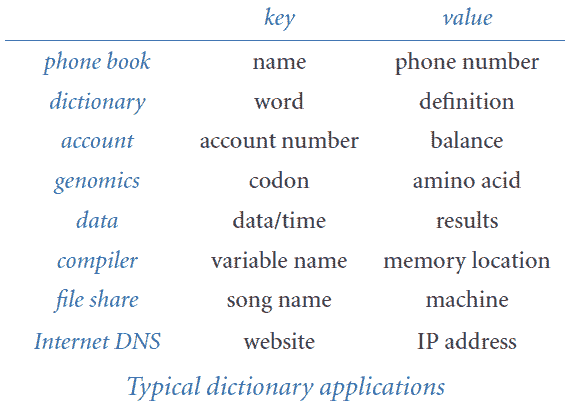 key value
phone book name phone number
dictionary word definition
account account number balance
genomics codon amino acid
data data/time results
compiler variable name memory location
file share song name machine
Internet DNS website IP address
Typical dictionary applications